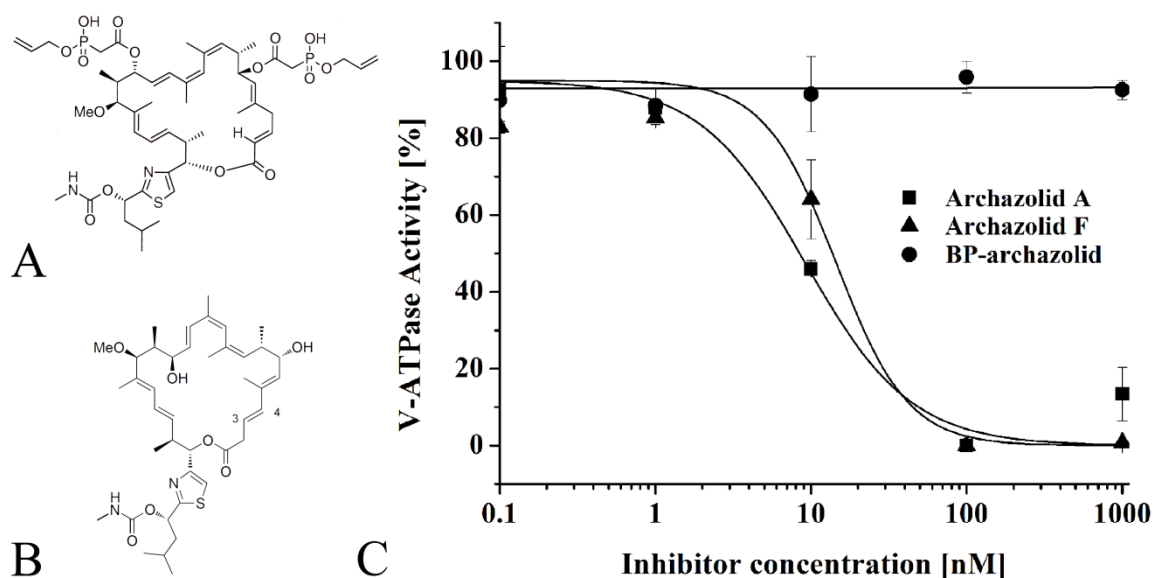 A
OH O
O P O
O
O OH
O P O
O
MeO
H
N O O
H
N O S
O
B
MeO OH
OH
3 4
O
O
N
H
N O S
O
C
V-ATPase Activity [%]
100
80
60
40
20
0
Archazolid A
Archazolid F
BP-archazolid
0.1 1 10 100 1000
Inhibitor concentration [nM]